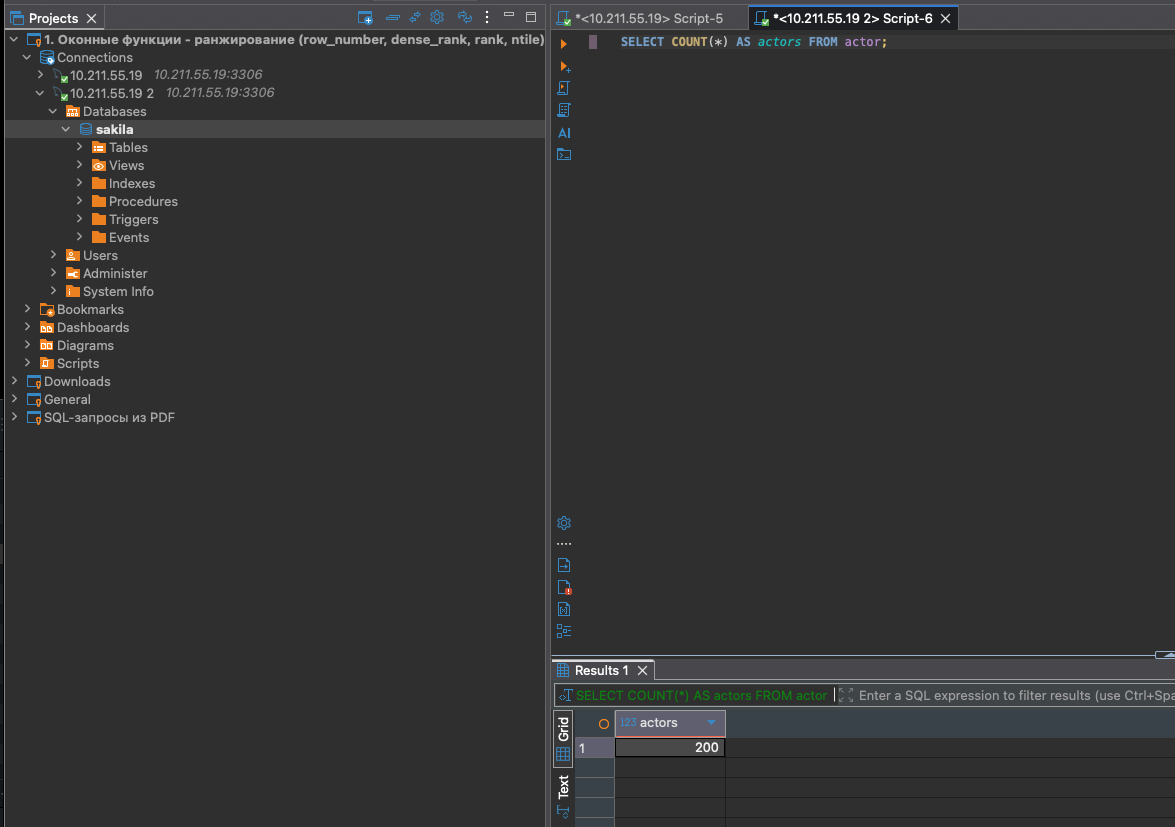 Projects
1. Оконные функции - ранжирование (row_number, dense_rank, rank, ntile)
Connections
10.211.55.19 10.211.55.19:3306
10.211.55.19 2 10.211.55.19:3306
Databases
sakila
Tables
Views
Indexes
Procedures
Triggers
Events
Users
Administer
System Info
Bookmarks
Dashboards
Diagrams
Scripts
Downloads
General
SQL-запросы из PDF
*<10.211.55.19> Script-5
*<10.211.55.19 2> Script-6
SELECT COUNT(*) AS actors FROM actor;
AI
Results 1
SELECT COUNT(*) AS actors FROM actor
Enter a SQL expression to filter results (use Ctrl+Spa
Grid
Text
123 actors
1
200